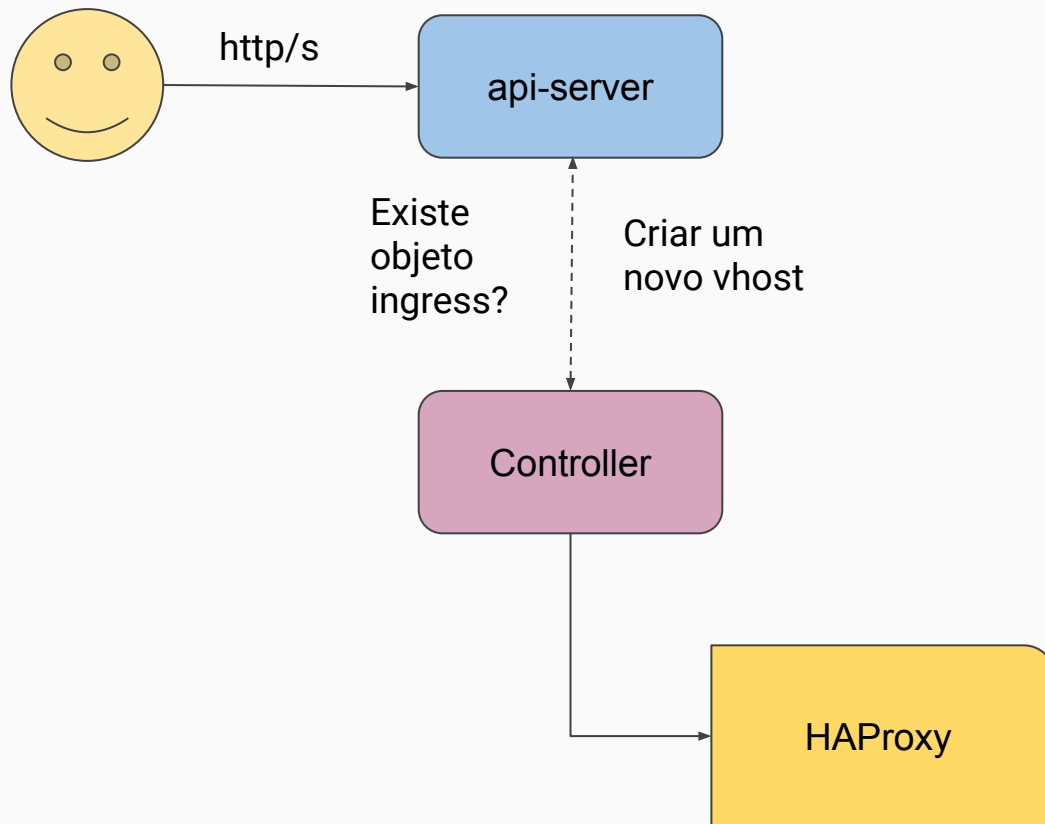 http/s
api-server
Existe
objeto
ingress?
Criar um
novo vhost
Controller
HAProxy